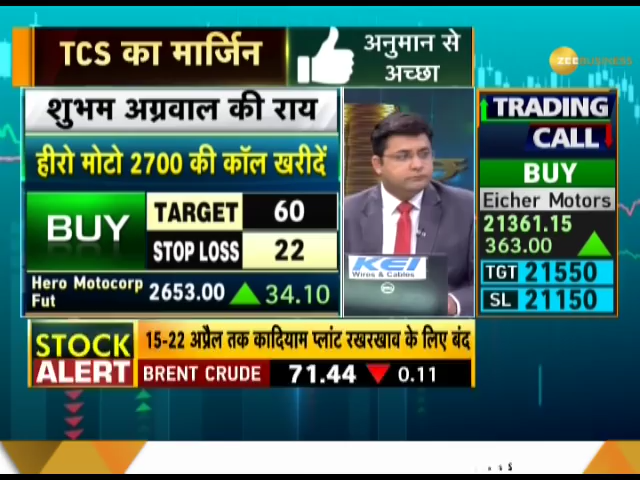 TCS का मार्जिन
अनुमान से
अच्छा
ZEE BUSINESS
शुभम अग्रवाल की राय
हीरो मोटो 2700 की कॉल खरीदें
BUY
TARGET 60
STOP LOSS 22
Hero Motocorp
Fut
2653.00 34.10
KEI
Wires & Cables
TRADING
CALL
BUY
Eicher Motors
21361.15
363.00
TGT 21550
SL 21150
STOCK
ALERT
15-22 अप्रैल तक कादियाम प्लांट रखरखाव के लिए बंद
BRENT CRUDE 71.44 0.11